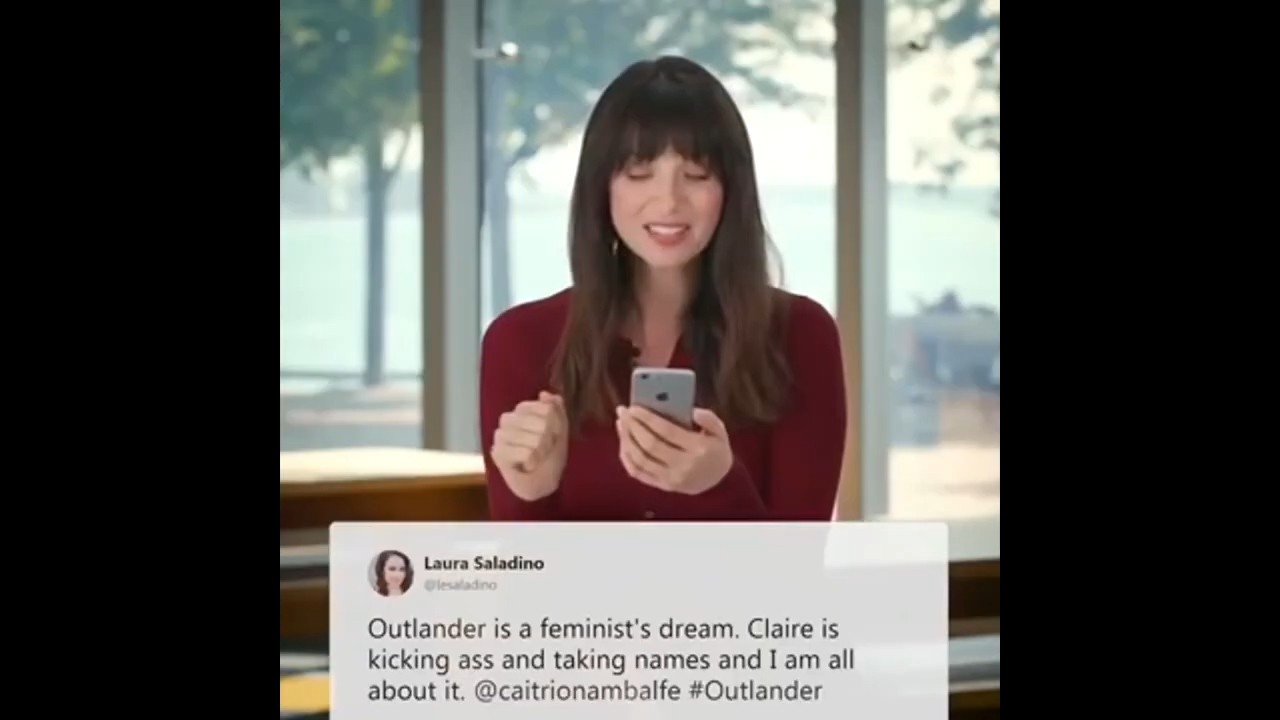 Laura Saladino
@lesaladino
Outlander is a feminist's dream. Claire is
kicking ass and taking names and I am all
about it. @caitrionambalfe #Outlander